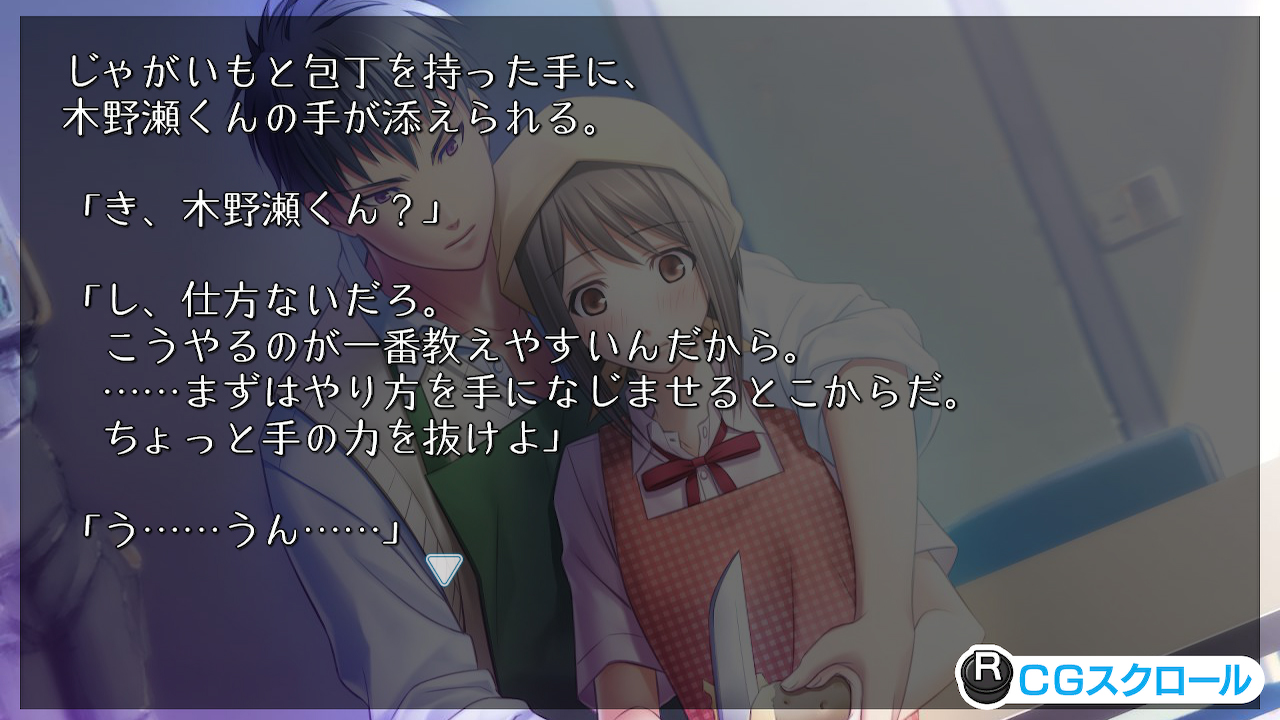 じゃがいもと包丁を持った手に、
木野瀬くんの手が添えられる。
「き、木野瀬くん？」
「し、仕方ないだろ。
こうやるのが一番教えやすいんだから。
……まずはやり方を手になじませるとこからだ。
ちょっと手の力を抜けよ」
「う……うん……」
R CGスクロール